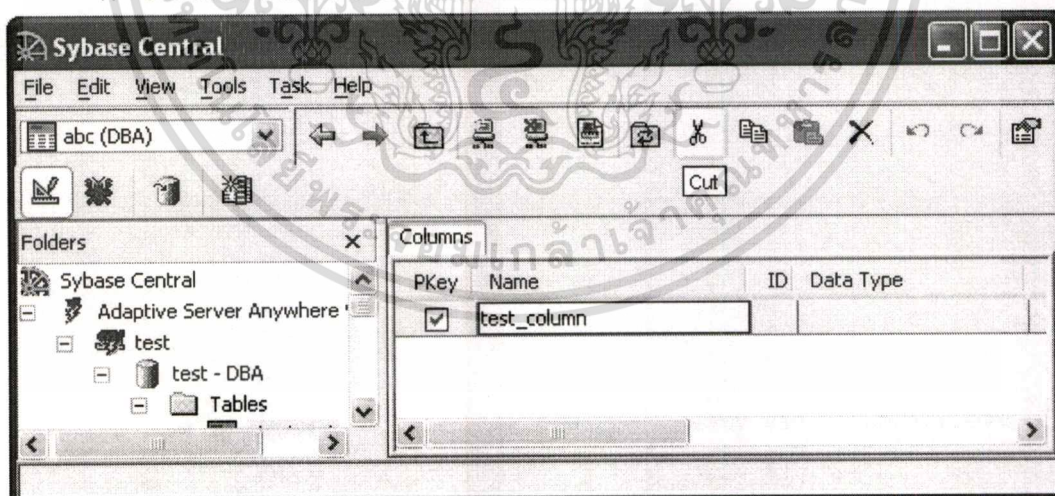 Sybase Central
File Edit View Tools Task Help
abc (DBA)
Cut
Folders
Columns
Sybase Central
Adaptive Server Anywhere
test
test - DBA
Tables
PKey Name ID Data Type
test_column